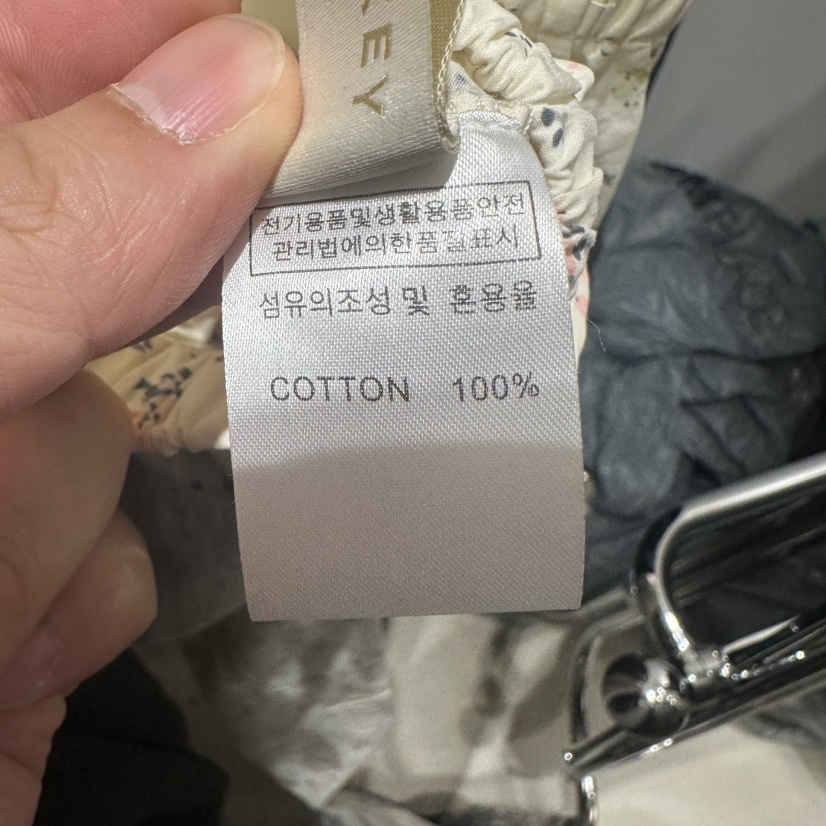 KEY
전기용품및생활용품안전
관리법에의한품질표시
섬유의조성 및 혼용율
COTTON 100%